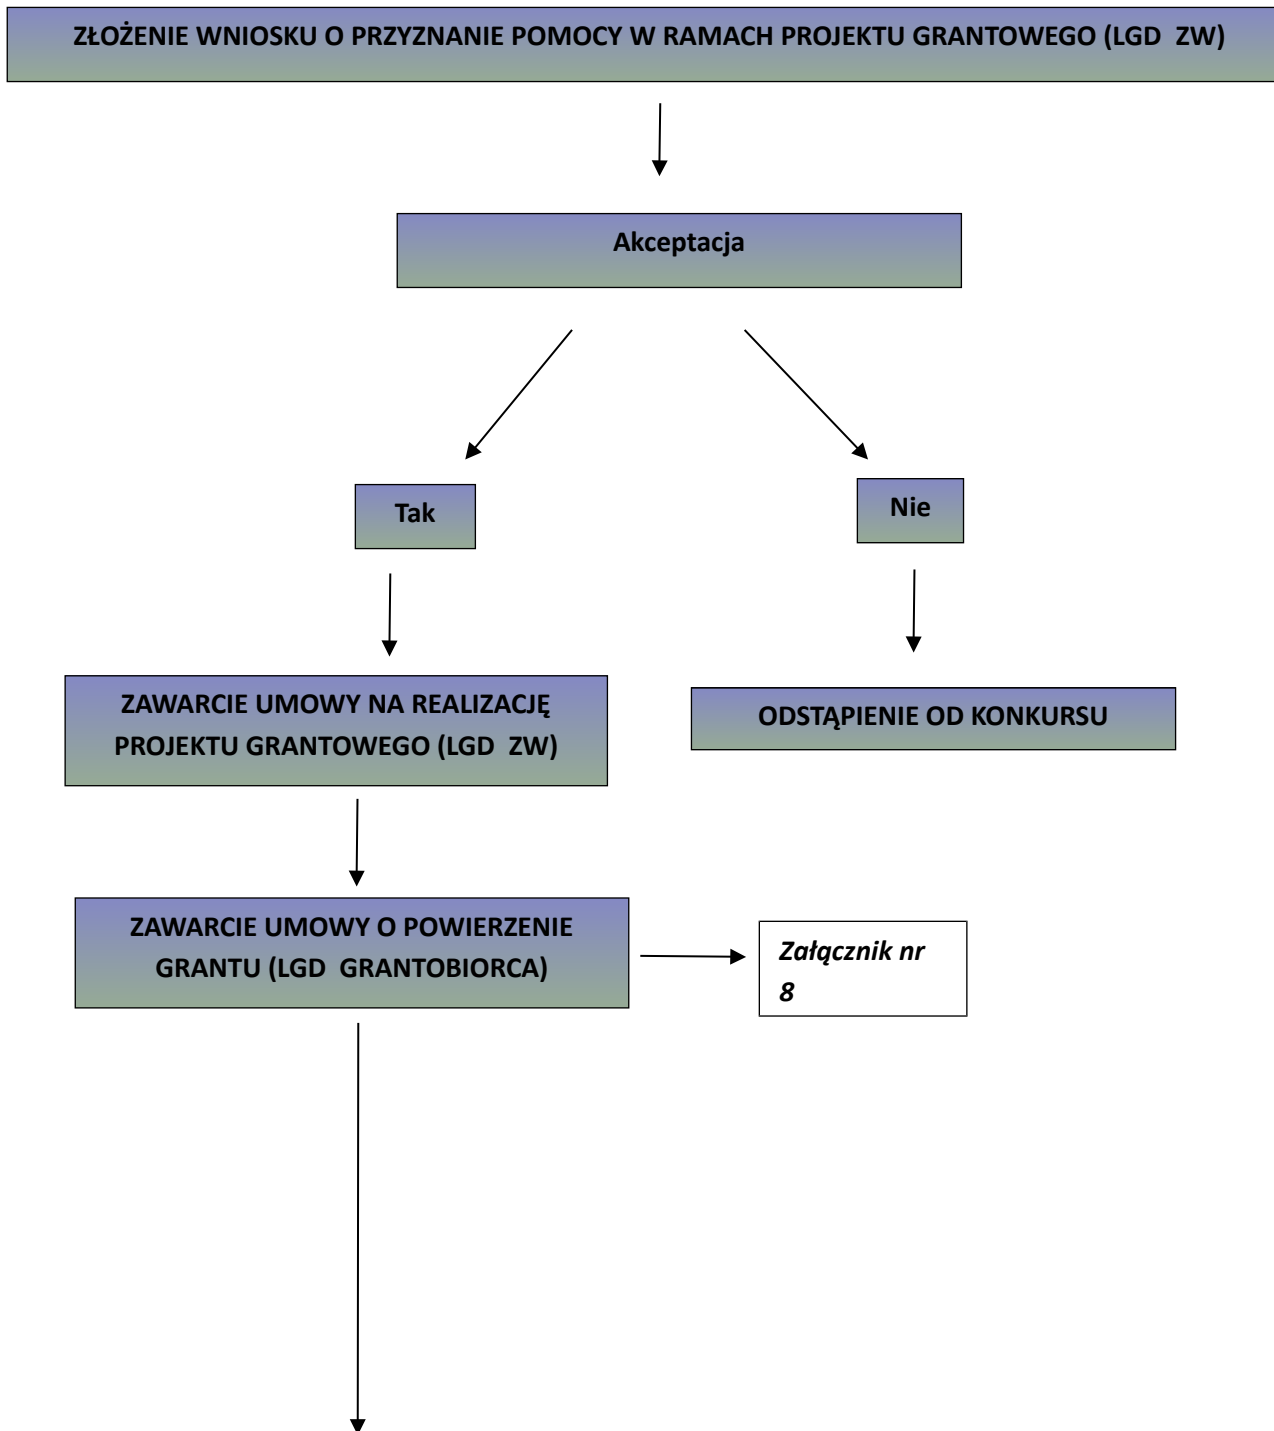 ZŁOŻENIE WNIOSKU O PRZYZNANIE POMOCY W RAMACH PROJEKTU GRANTOWEGO (LGD  ZW)
Akceptacja
Tak
Nie
ZAWARCIE UMOWY NA REALIZACJĘ
PROJEKTU GRANTOWEGO (LGD  ZW)
ODSTĄPIENIE OD KONKURSU
ZAWARCIE UMOWY O POWIERZENIE
GRANTU (LGD  GRANTOBIORCA)
Załącznik nr
8